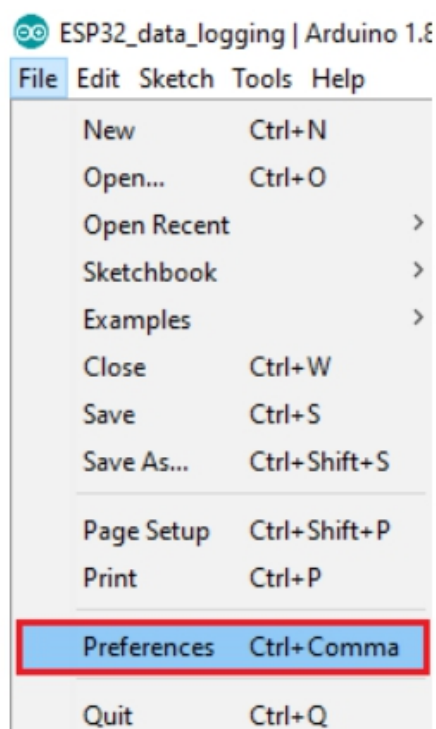 ESP32_data_logging | Arduino 1.8
File Edit Sketch Tools Help
New Ctrl+N
Open... Ctrl+O
Open Recent
Sketchbook
Examples
Close Ctrl+W
Save Ctrl+S
Save As... Ctrl+Shift+S
Page Setup Ctrl+Shift+P
Print Ctrl+P
Preferences Ctrl+Comma
Quit Ctrl+Q